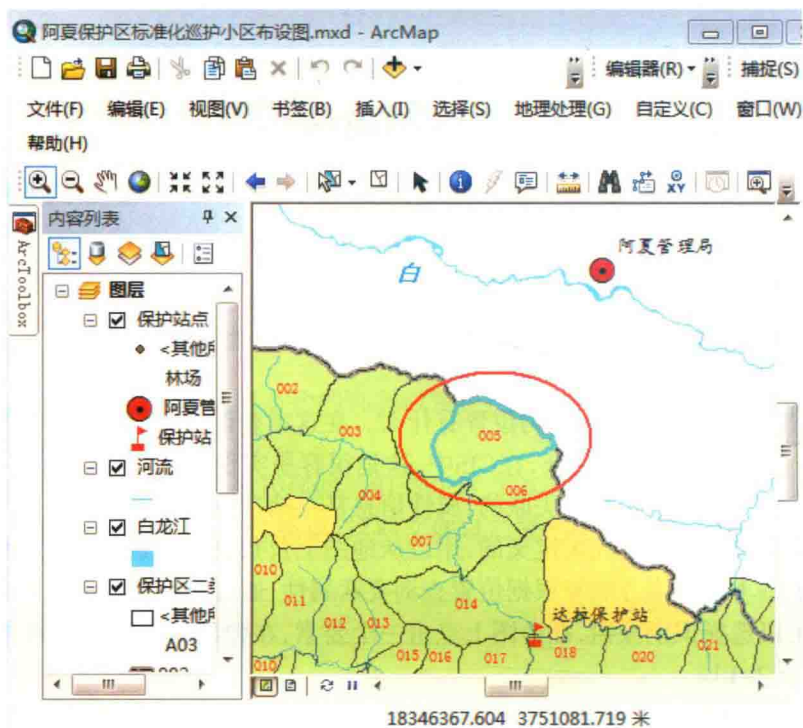 阿夏保护区标准化巡护小区布设图.mxd - ArcMap
编辑器(R) 捕捉(S)
文件(F) 编辑(E) 视图(V) 书签(B) 插入(I) 选择(S) 地理处理(G) 自定义(C) 窗口(W)
帮助(H)
XY
ArcToolbox
内容列表
图层
保护站点
<其他
林场
阿夏管
保护站
河流
白龙江
保护区二
<其他
A03
阿夏管理局
白
002
003
005
004
006
007
010
011
012
013
014
达拉保护站
010
015
016
017
018
020
021
18346367.604 3751081.719 米